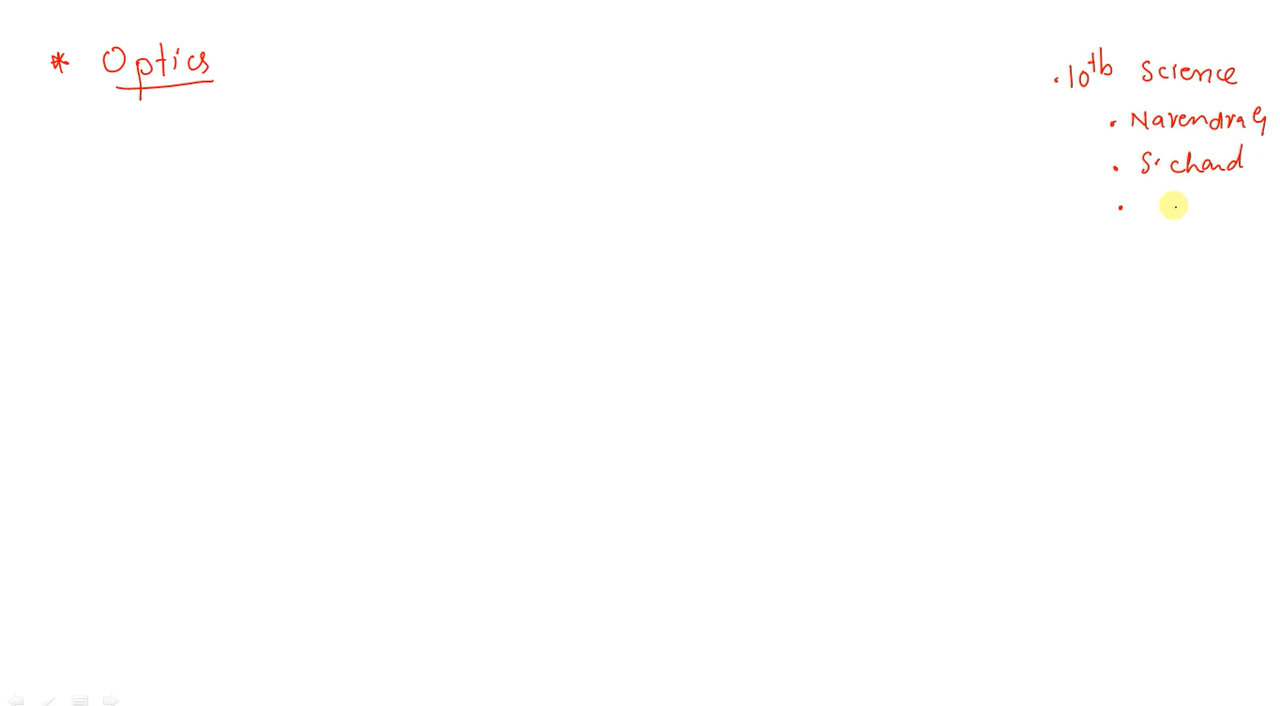 * Optics
• 10th Science
• Narendra G
• S. chand
•